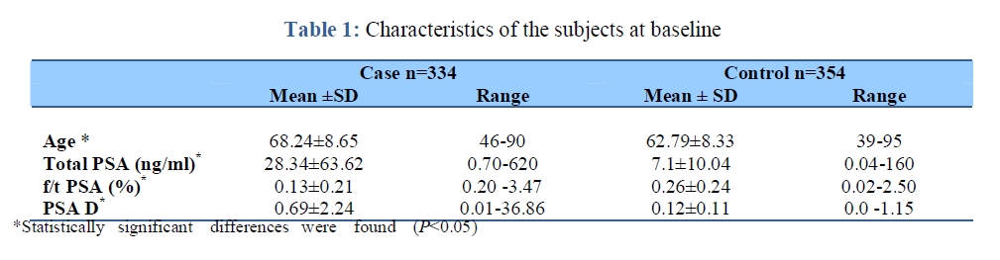 Table 1: Characteristics of the subjects at baseline
Case n=334 Control n=354
Mean ±SD Range Mean ± SD Range
Age * 68.24±8.65 46-90 62.79±8.33 39-95
Total PSA (ng/ml)* 28.34±63.62 0.70-620 7.1±10.04 0.04-160
f/t PSA (%)* 0.13±0.21 0.20 -3.47 0.26±0.24 0.02-2.50
PSA D* 0.69±2.24 0.01-36.86 0.12±0.11 0.0 -1.15
*Statistically significant differences were found (P<0.05)